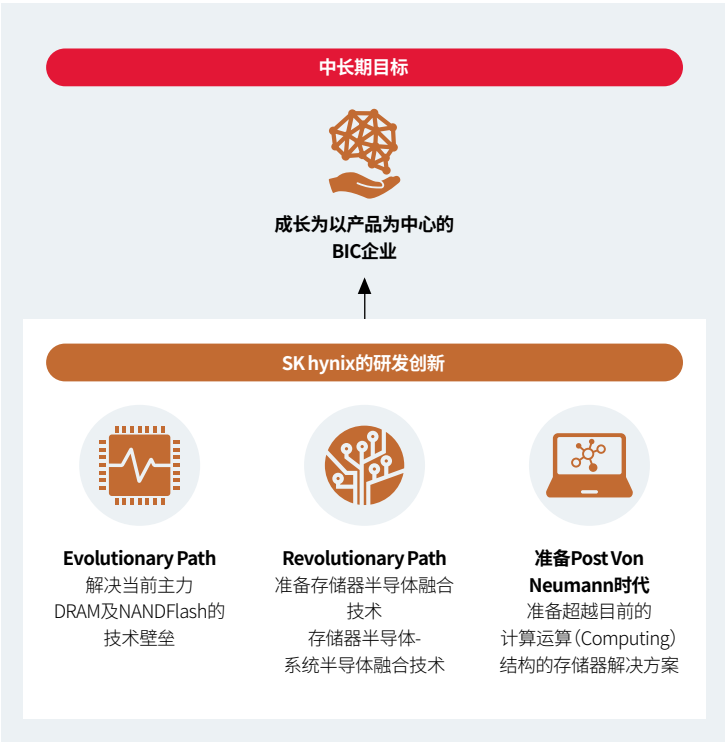 中长期目标
成长为以产品为中心的
BIC企业
SK hynix的研发创新
Evolutionary Path
解决当前主力
DRAM及NANDFlash的
技术壁垒
Revolutionary Path
准备存储器半导体融合
技术
存储器半导体-
系统半导体融合技术
准备Post Von
Neumann时代
准备超越目前的
计算运算(Computing)
结构的存储器解决方案